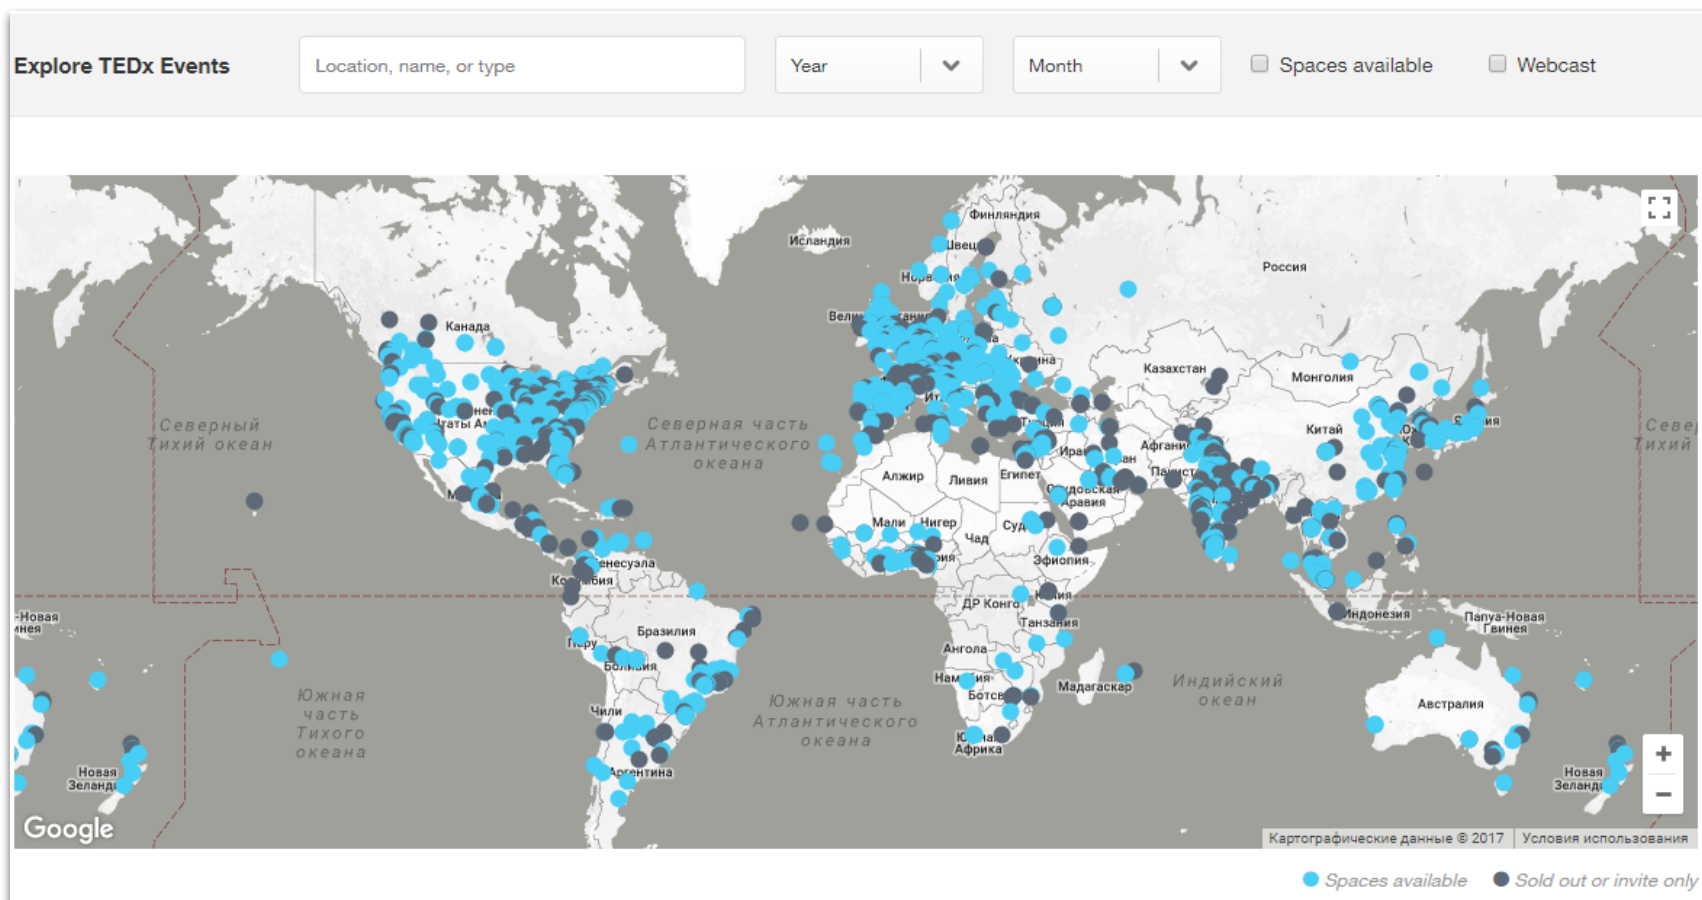 Explore TEDx Events
Location, name, or type
Year
Month
Spaces available
Webcast
Финляндия
Исландия
Россия
Канада
Казахстан
Монголия
Северный
Тихий океан
Северная часть
Атлантического
океана
Китай
Алжир
Ливия
Египет
Аравия
Мали
Нигер
Чад
Эфиопия
ДР Конго
Танзания
Бразилия
Ангола
Мадагаскар
Индонезия
Папуа-Новая
Гвинея
Индийский
океан
Южная
часть
Тихого
океана
Южная часть
Атлантического
океана
Чили
Африка
Аргентина
Австралия
Новая
Новая
Google
+
−
Картографические данные © 2017
Условия использования
Spaces available
Sold out or invite only